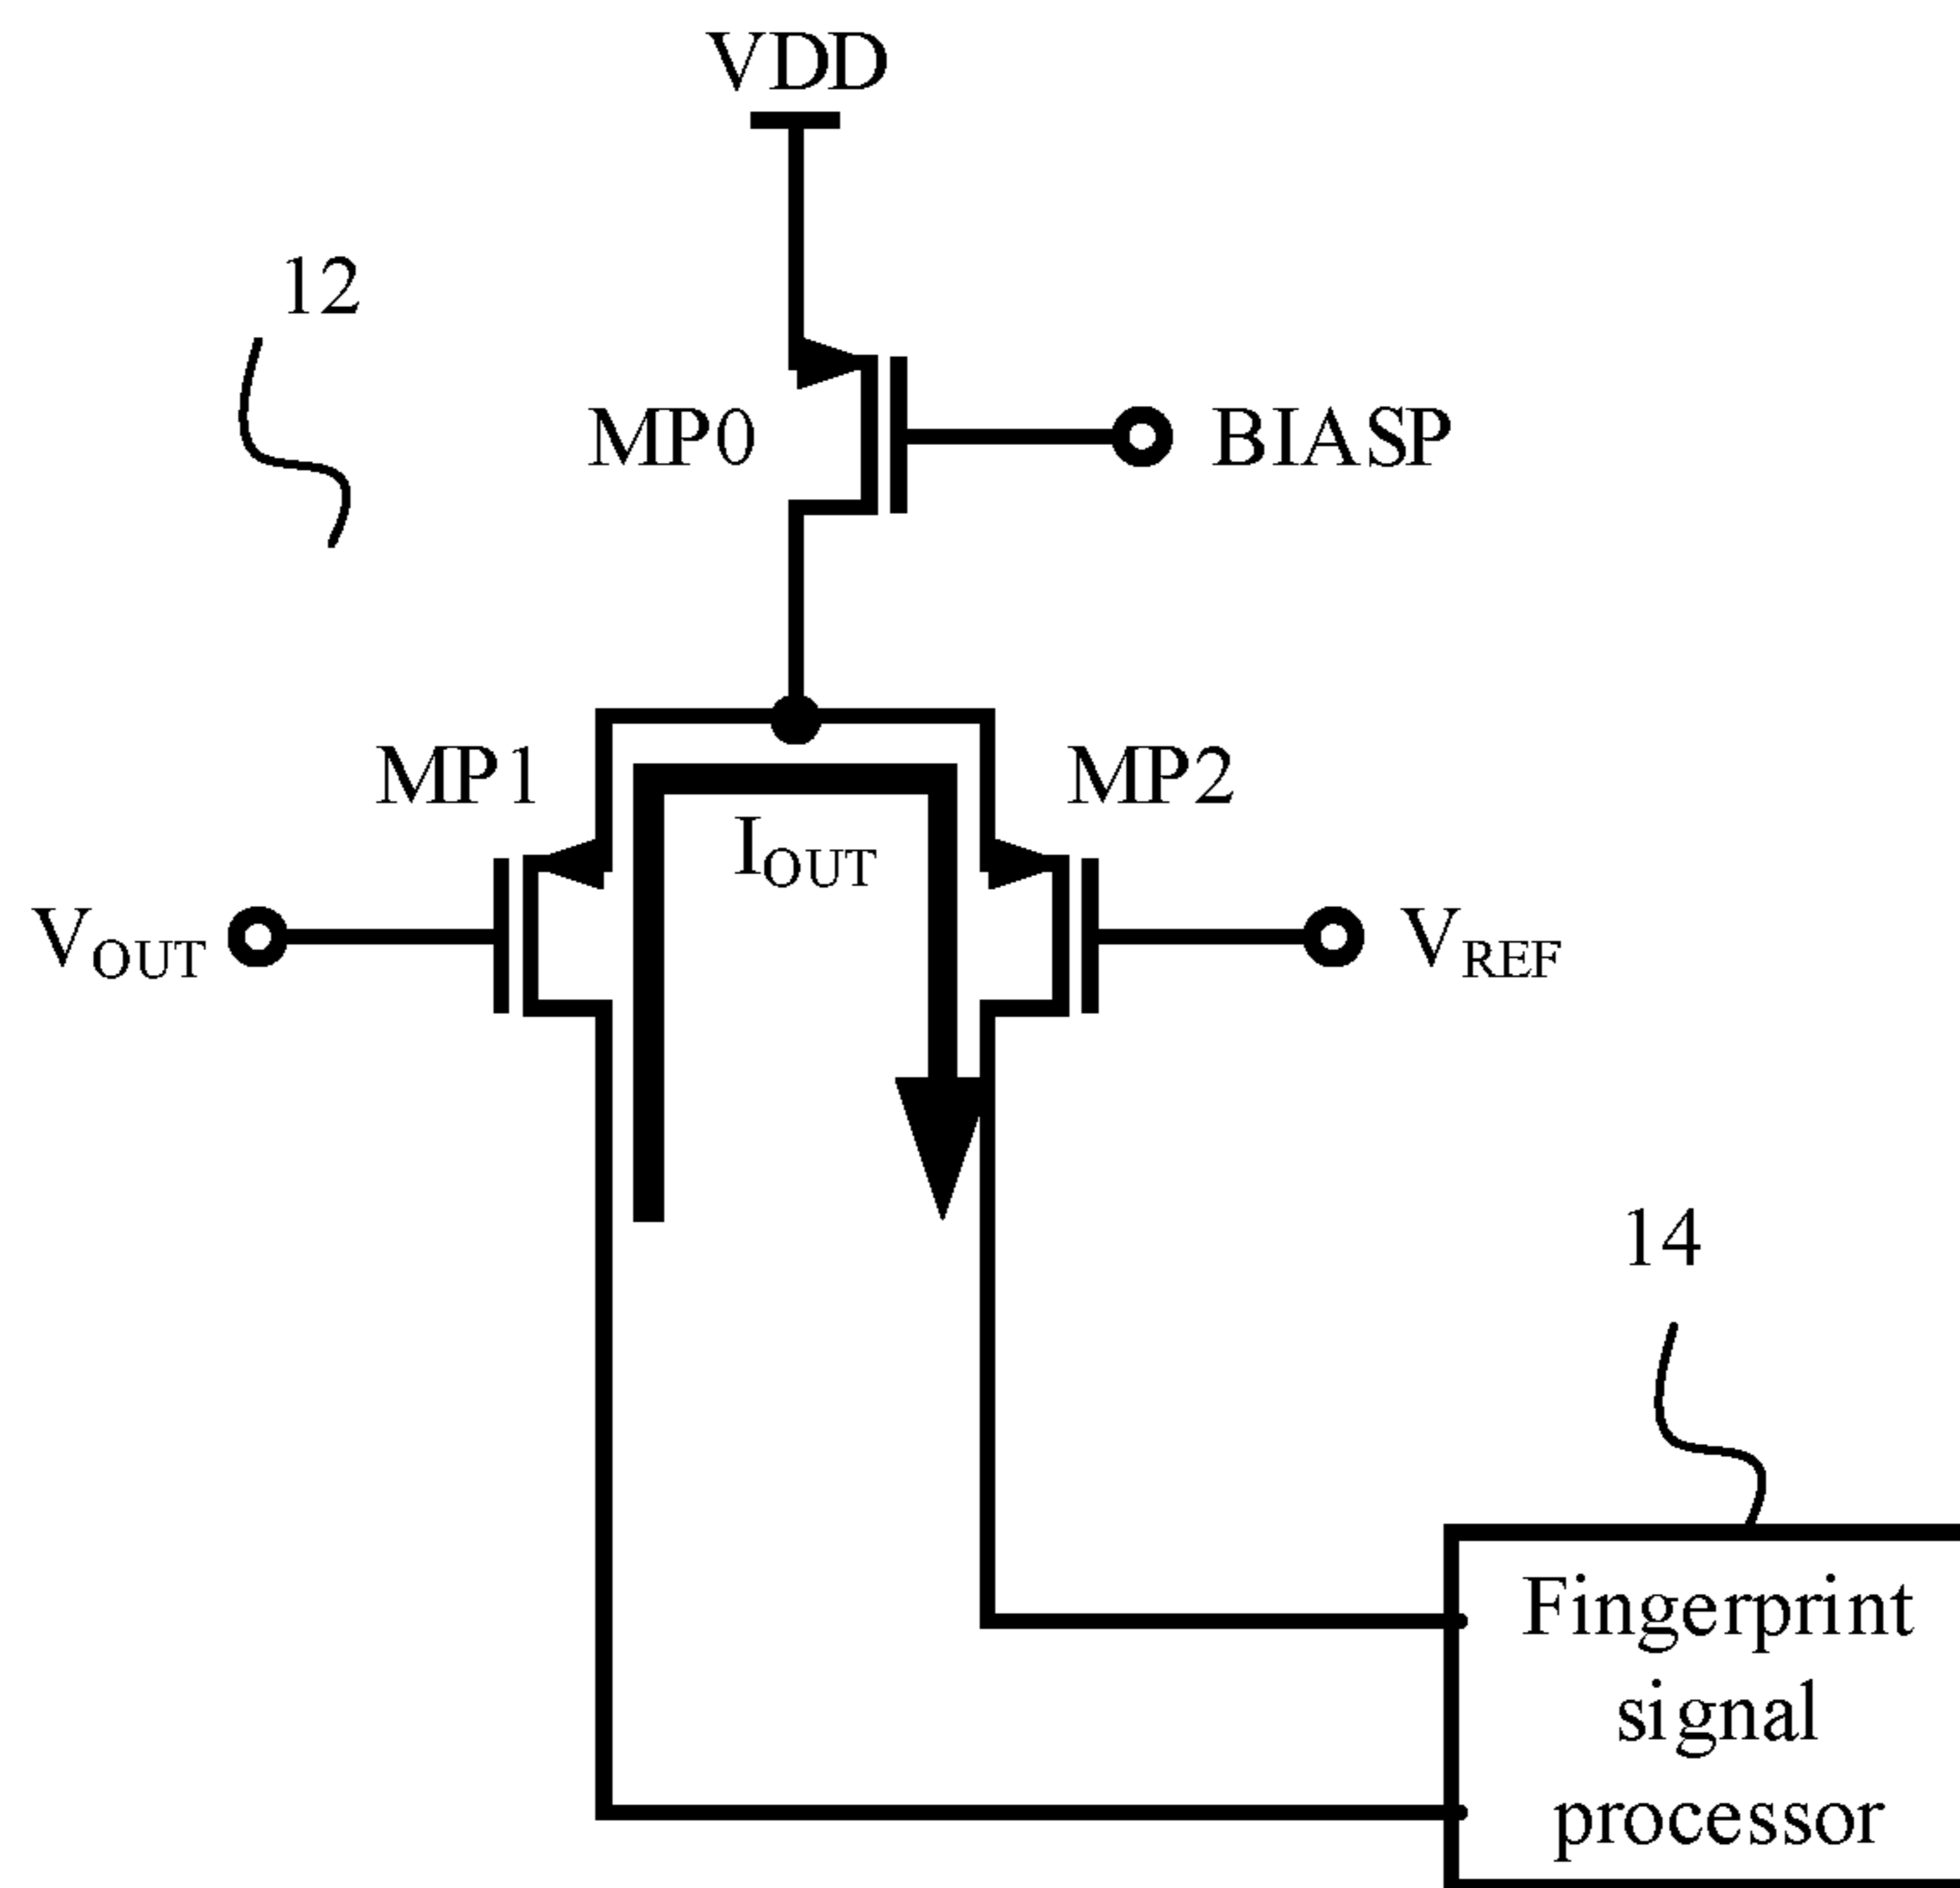 VDD
12
MP0
BIASP
MP1
MP2
IOUT
VOUT
VREF
14
Fingerprint
signal
processor